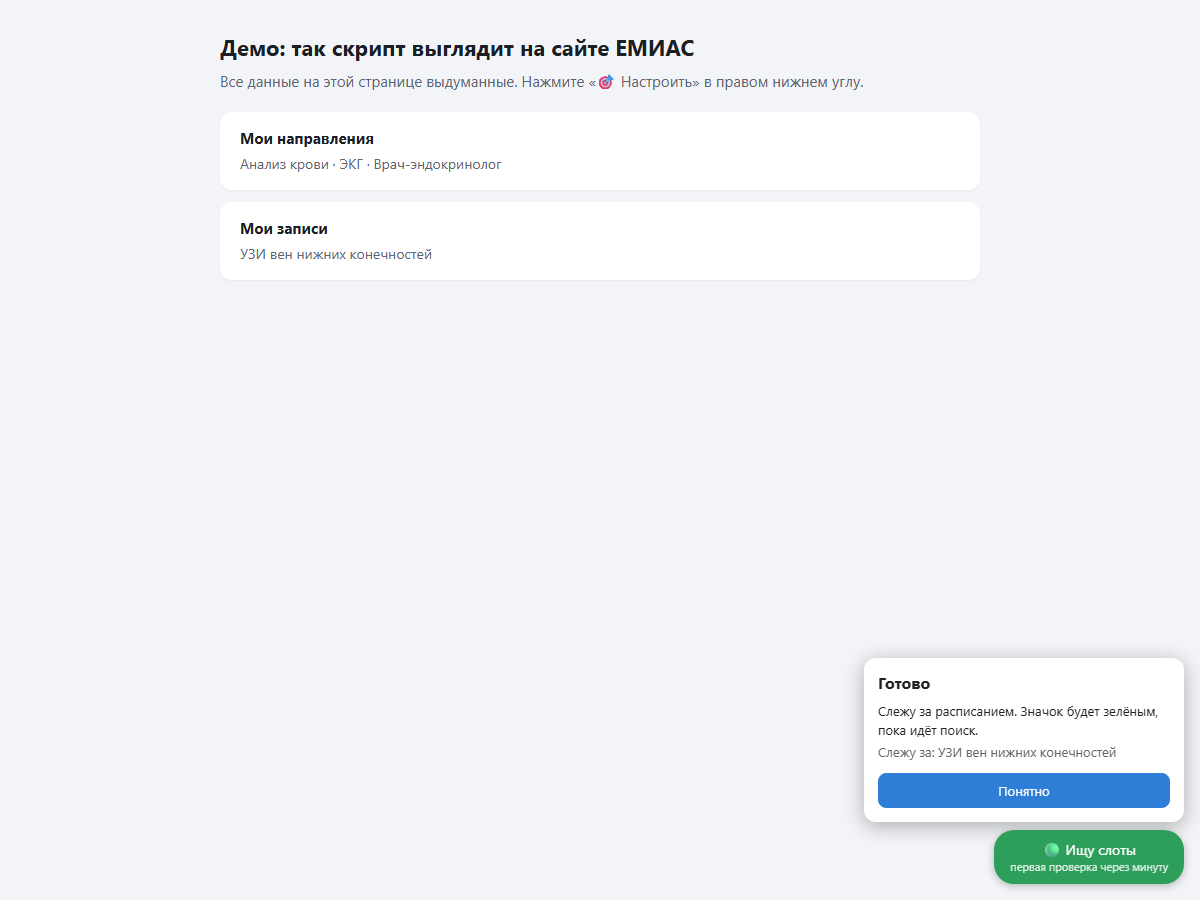 Демо: так скрипт выглядит на сайте ЕМИАС
Все данные на этой странице выдуманные. Нажмите «🎯 Настроить» в правом нижнем углу.
Мои направления
Анализ крови · ЭКГ · Врач-эндокринолог
Мои записи
УЗИ вен нижних конечностей
Готово
Слежу за расписанием. Значок будет зелёным,
пока идёт поиск.
Слежу за: УЗИ вен нижних конечностей
Понятно
Ищу слоты
первая проверка через минуту